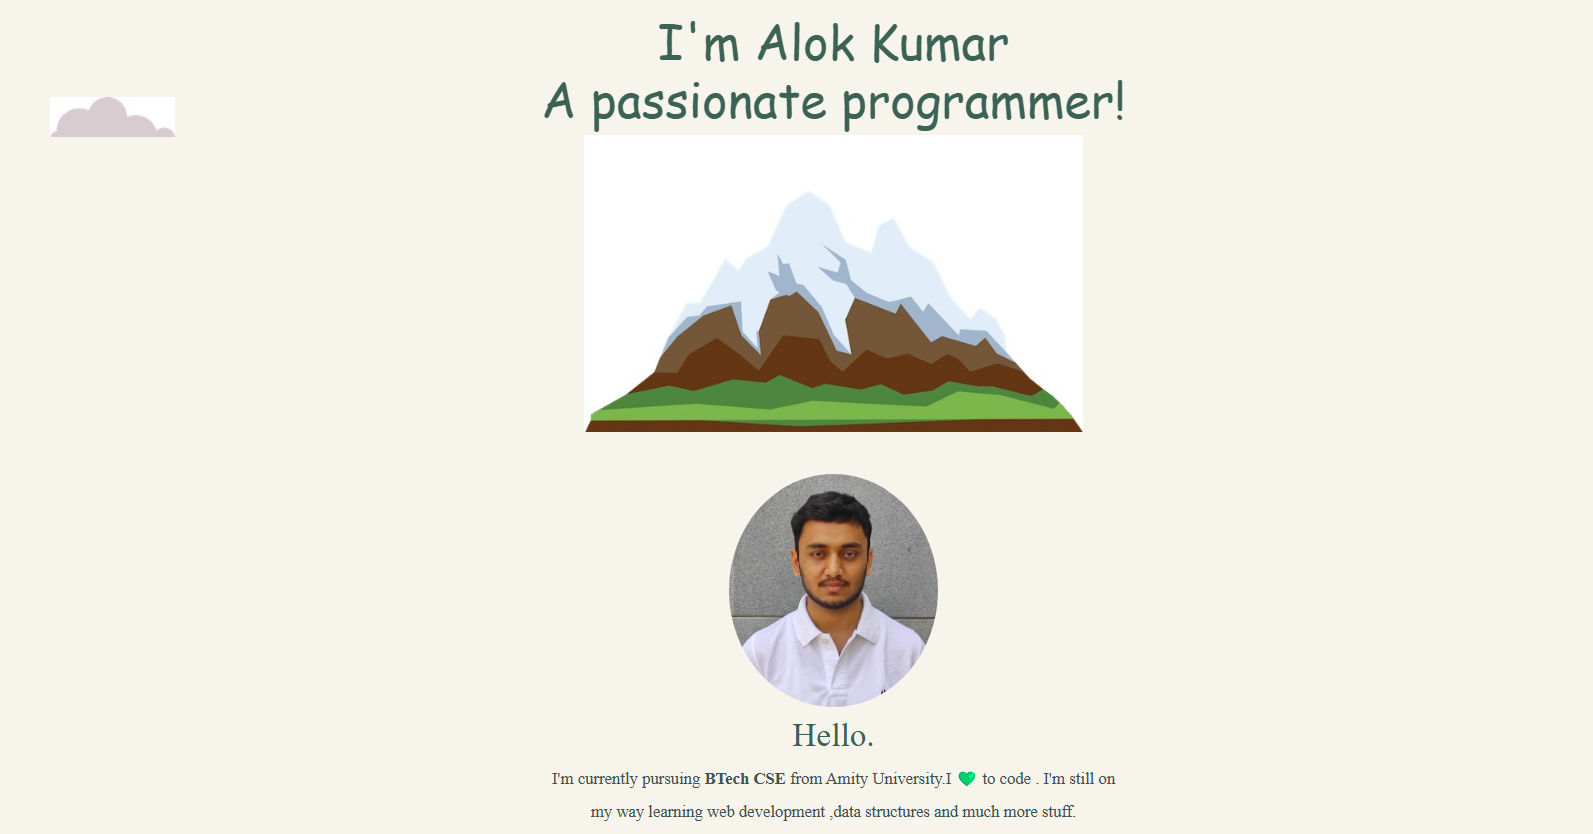 I'm Alok Kumar
A passionate programmer!
Hello.
I'm currently pursuing BTech CSE from Amity University.I 💚 to code . I'm still on
my way learning web development ,data structures and much more stuff.